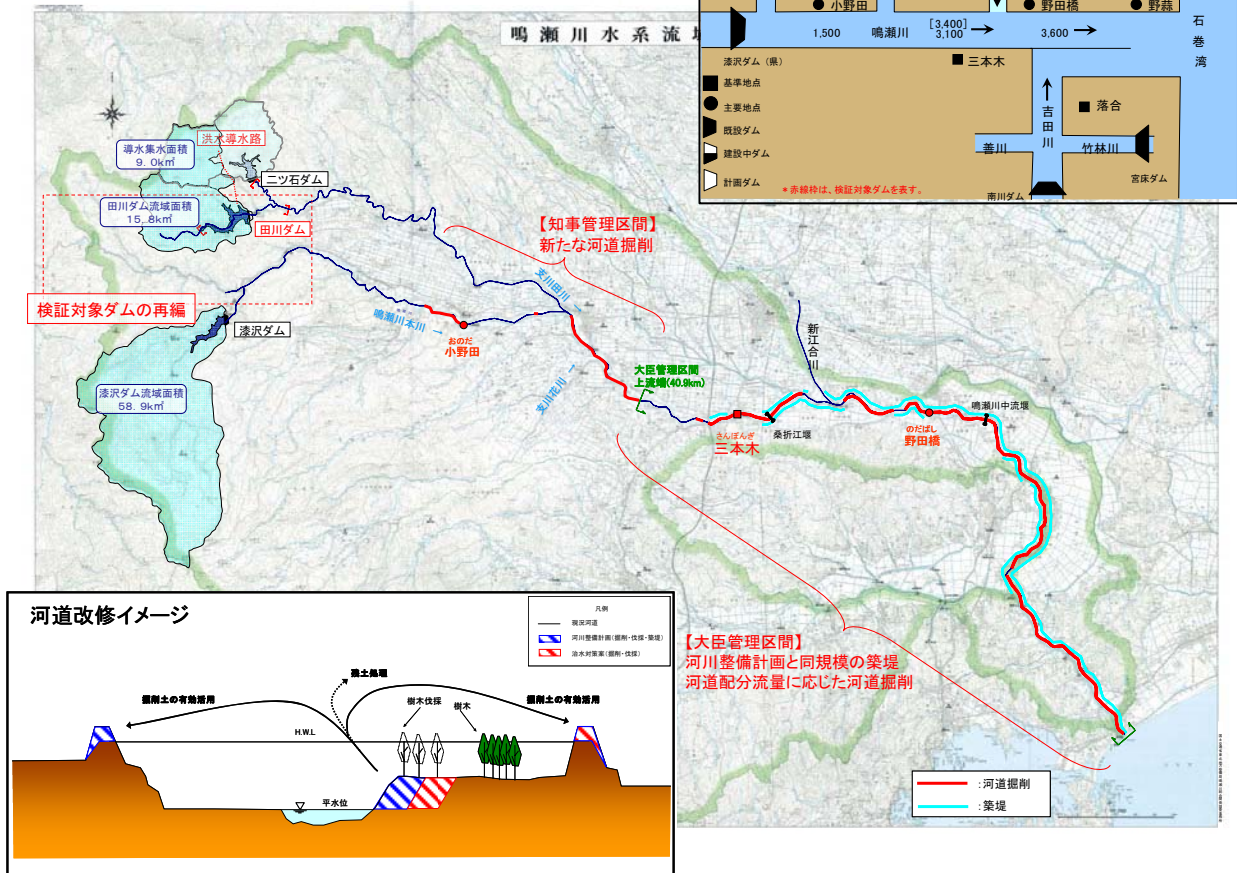 小野田
野田橋
野蒜
石巻湾
1,500
鳴瀬川
[3,400]
3,100
3,600
漆沢ダム（県）
三本木
基準地点
主要地点
既設ダム
建設中ダム
計画ダム
吉田川
落合
善川
竹林川
宮床ダム
南川ダム
＊赤線枠は、検証対象ダムを表す。
鳴瀬川水系流
導水集水面積
9.0km²
洪水導水路
二ツ石ダム
田川ダム流域面積
15.8km²
田川ダム
検証対象ダムの再編
漆沢ダム
漆沢ダム流域面積
58.9km²
【知事管理区間】
新たな河道掘削
支川田川 →
鳴瀬川本川 →
おのだ
小野田
支川花川 →
大臣管理区間
上流端(40.9km)
新江合川
さんぼんぎ
三本木
桑折江堰
のだばし
野田橋
鳴瀬川中流堰
【大臣管理区間】
河川整備計画と同規模の築堤
河道配分流量に応じた河道掘削
:河道掘削
:築堤
河道改修イメージ
凡例
現況河道
河川整備計画(掘削・伐採・築堤)
治水対策案(掘削・伐採)
残土処理
掘削土の有効活用
掘削土の有効活用
樹木伐採
樹木
H.W.L
平水位